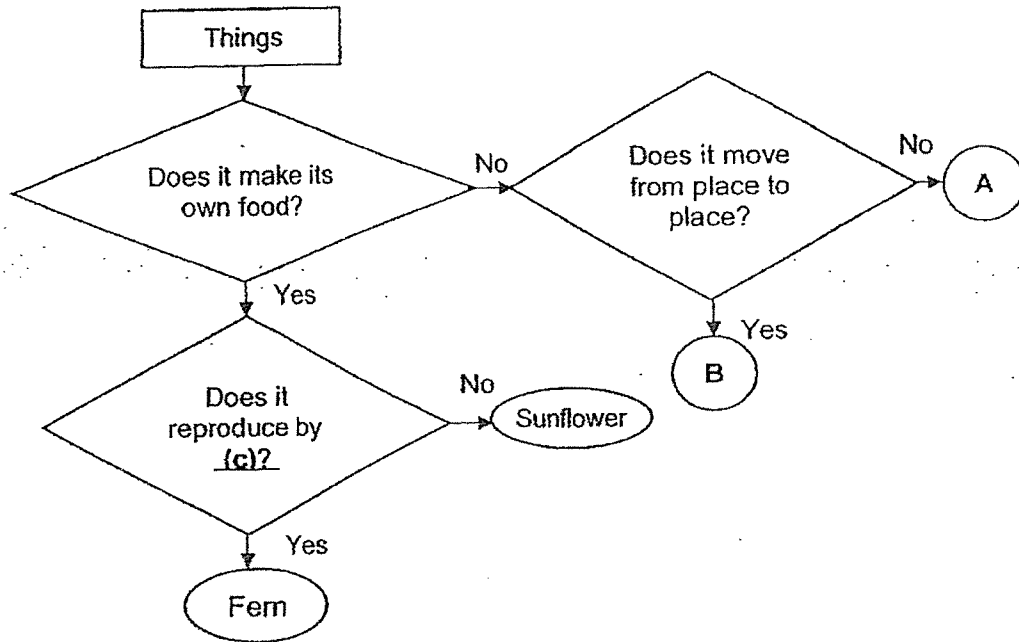 Things
Does it make its
own food?
No
Does it move
from place to
place?
No
A
Yes
Yes
B
Does it
reproduce by
(c)?
No
Sunflower
Yes
Fern